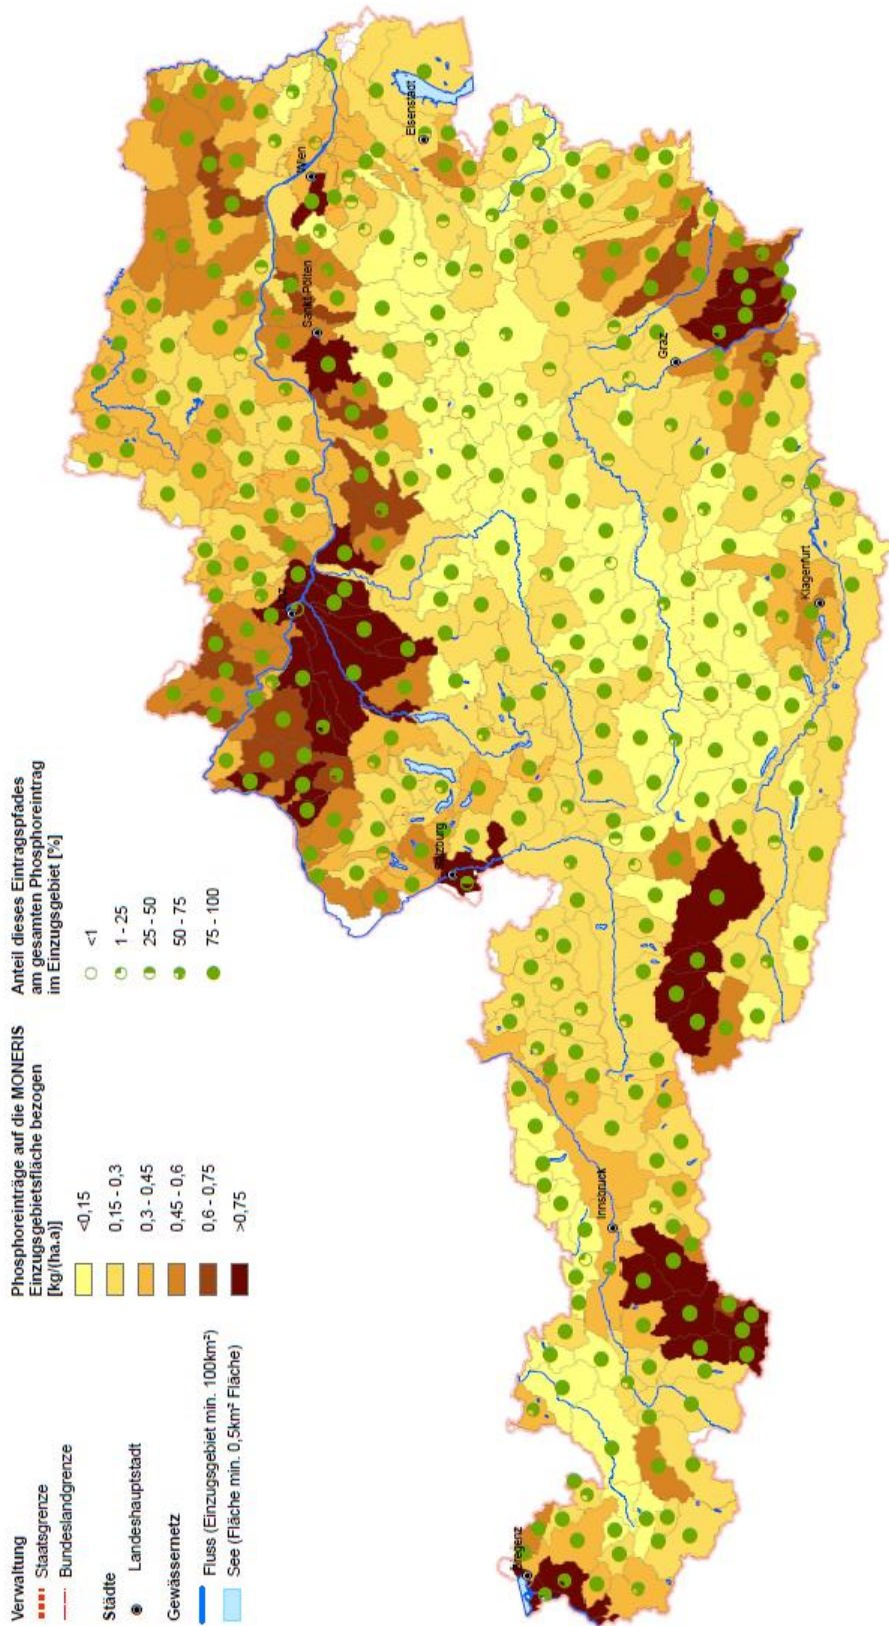 Verwaltung
Staatsgrenze
Bundeslandgrenze
Städte
Landeshauptstadt
Gewässernetz
Fluss (Einzugsgebiet min. 100km²)
See (Fläche min. 0,5km² Fläche)
Phosphoreinträge auf die MONERIS
Einzugsgebietsfläche bezogen
[kg/(ha.a)]
<0,15
0,15 - 0,3
0,3 - 0,45
0,45 - 0,6
0,6 - 0,75
>0,75
Anteil dieses Eintragspfades
am gesamten Phosphoreintrag
im Einzugsgebiet [%]
<1
1 - 25
25 - 50
50 - 75
75 - 100
Bregenz
Innsbruck
Salzburg
Klagenfurt
Graz
Sankt Pölten
Wien
Eisenstadt